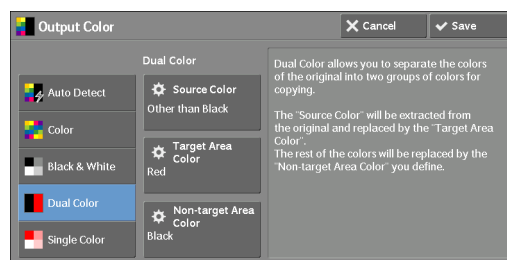 Output Color
Cancel
Save
Auto Detect
Color
Black & White
Dual Color
Single Color
Dual Color
Source Color
Other than Black
Target Area
Color
Red
Non-target Area
Color
Black
Dual Color allows you to separate the colors
of the original into two groups of colors for
copying.
The "Source Color" will be extracted from
the original and replaced by the "Target Area
Color".
The rest of the colors will be replaced by the
"Non-target Area Color" you define.